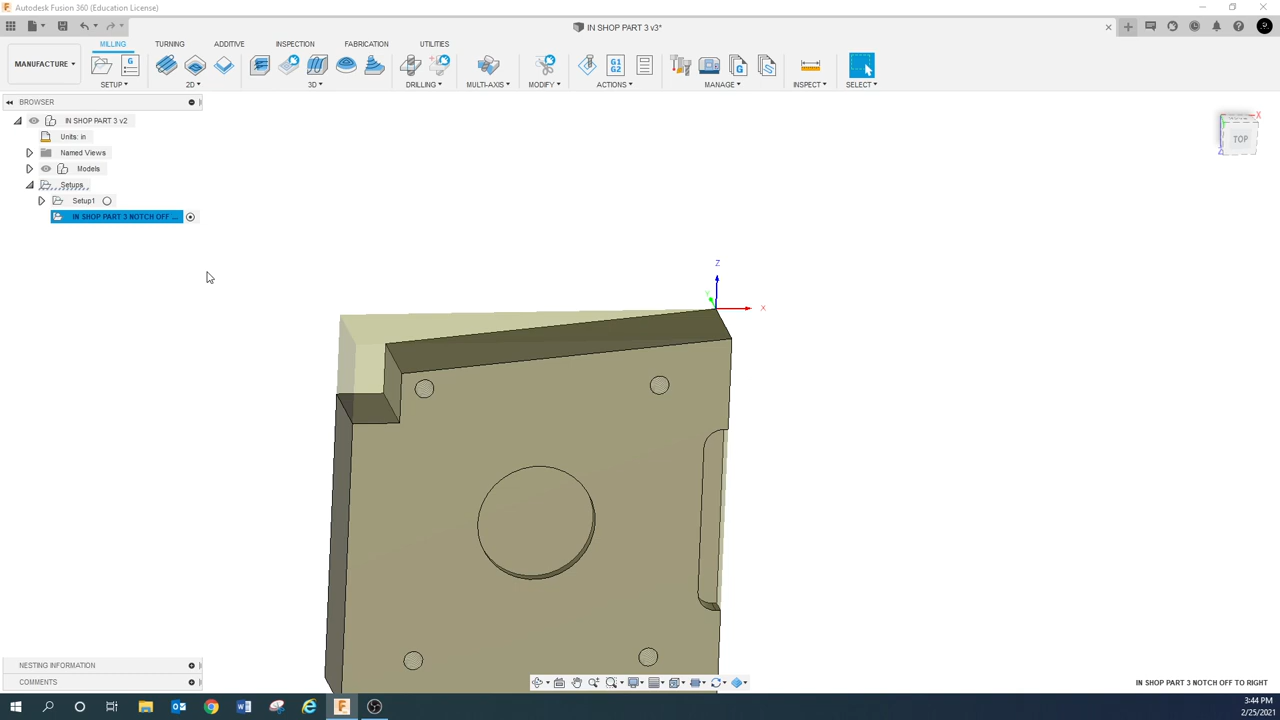 Autodesk Fusion 360 (Education License)
IN SHOP PART 3 v3*
MILLING TURNING ADDITIVE INSPECTION FABRICATION UTILITIES
MANUFACTURE
G
G1
G2
G
SETUP 2D 3D DRILLING MULTI-AXIS MODIFY ACTIONS MANAGE INSPECT SELECT
BROWSER
IN SHOP PART 3 v2
Units: in
Named Views
Models
Setups
Setup1
IN SHOP PART 3 NOTCH OFF ...
X
TOP
Z
Y
X
NESTING INFORMATION
COMMENTS
IN SHOP PART 3 NOTCH OFF TO RIGHT
3:44 PM
2/25/2021